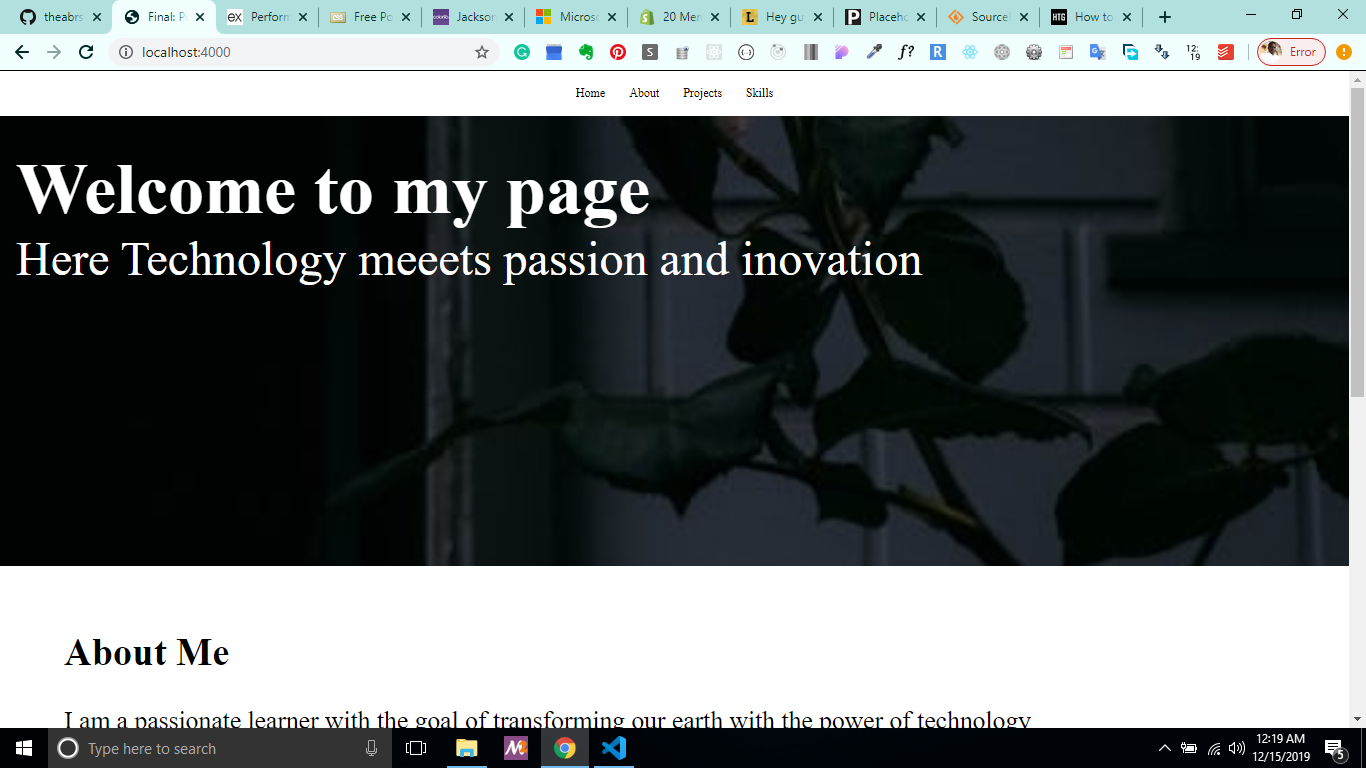 theabrs
Final: P
Perform
Free Po
Jackson
Micros
20 Mer
Hey gu
Placeho
Source
How to
localhost:4000
12:
19
Error
Home About Projects Skills
Welcome to my page
Here Technology meeets passion and inovation
About Me
I am a passionate learner with the goal of transforming our earth with the power of technology
Type here to search
12:19 AM
12/15/2019
5